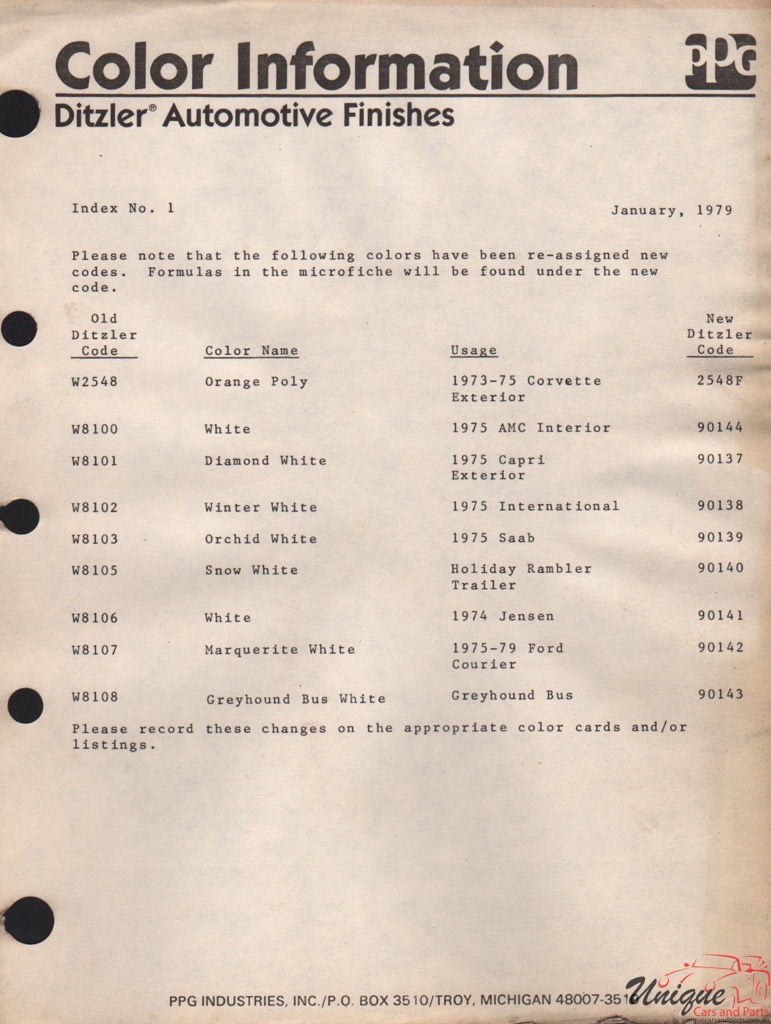 Color Information
PPG
Ditzler® Automotive Finishes
Index No. 1 January, 1979
Please note that the following colors have been re-assigned new
codes. Formulas in the microfiche will be found under the new
code.
Old
Ditzler
Code Color Name Usage New
Ditzler
Code
W2548 Orange Poly 1973-75 Corvette 2548F
Exterior
W8100 White 1975 AMC Interior 90144
W8101 Diamond White 1975 Capri 90137
Exterior
W8102 Winter White 1975 International 90138
W8103 Orchid White 1975 Saab 90139
W8105 Snow White Holiday Rambler 90140
Trailer
W8106 White 1974 Jensen 90141
W8107 Marquerite White 1975-79 Ford 90142
Courier
W8108 Greyhound Bus White Greyhound Bus 90143
Please record these changes on the appropriate color cards and/or
listings.
PPG INDUSTRIES, INC./P.O. BOX 3510/TROY, MICHIGAN 48007-3510
Unique
Cars and Parts
uniquecarsandparts.com.au